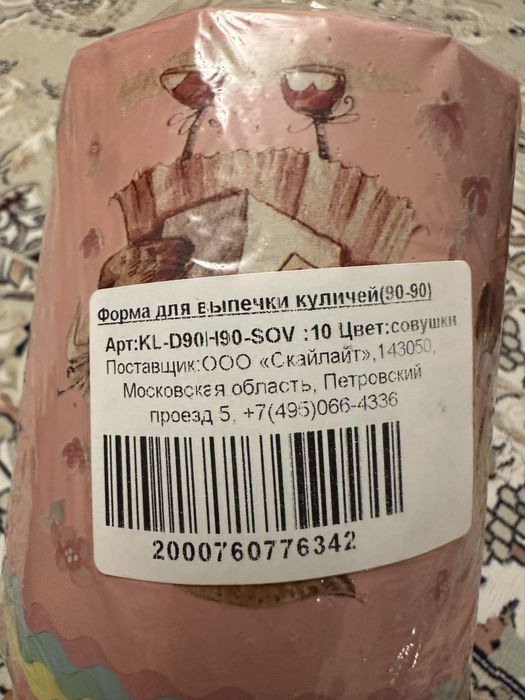 Форма для выпечки куличей(90-90)
Арт:KL-D90H90-SOV :10 Цвет:совушки
Поставщик:ООО «Скайлайт»,143050,
Московская область, Петровский
проезд 5, +7(495)066-4336
2000760776342